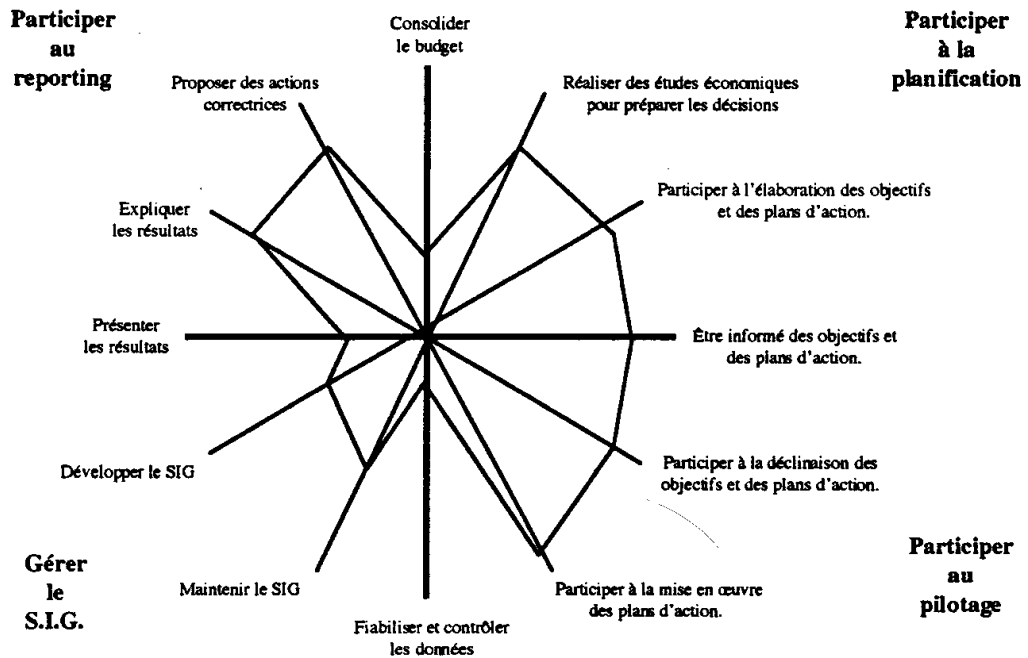 Participer
au
reporting
Consolider
le budget
Participer
à la
planification
Proposer des actions
correctrices
Réaliser des études économiques
pour préparer les décisions
Expliquer
les résultats
Participer à l'élaboration des objectifs
et des plans d'action.
Présenter
les résultats
Être informé des objectifs et
des plans d'action.
Développer le SIG
Participer à la déclinaison des
objectifs et des plans d'action.
Gérer
le
S.I.G.
Maintenir le SIG
Fiabiliser et contrôler
les données
Participer à la mise en œuvre
des plans d'action.
Participer
au
pilotage